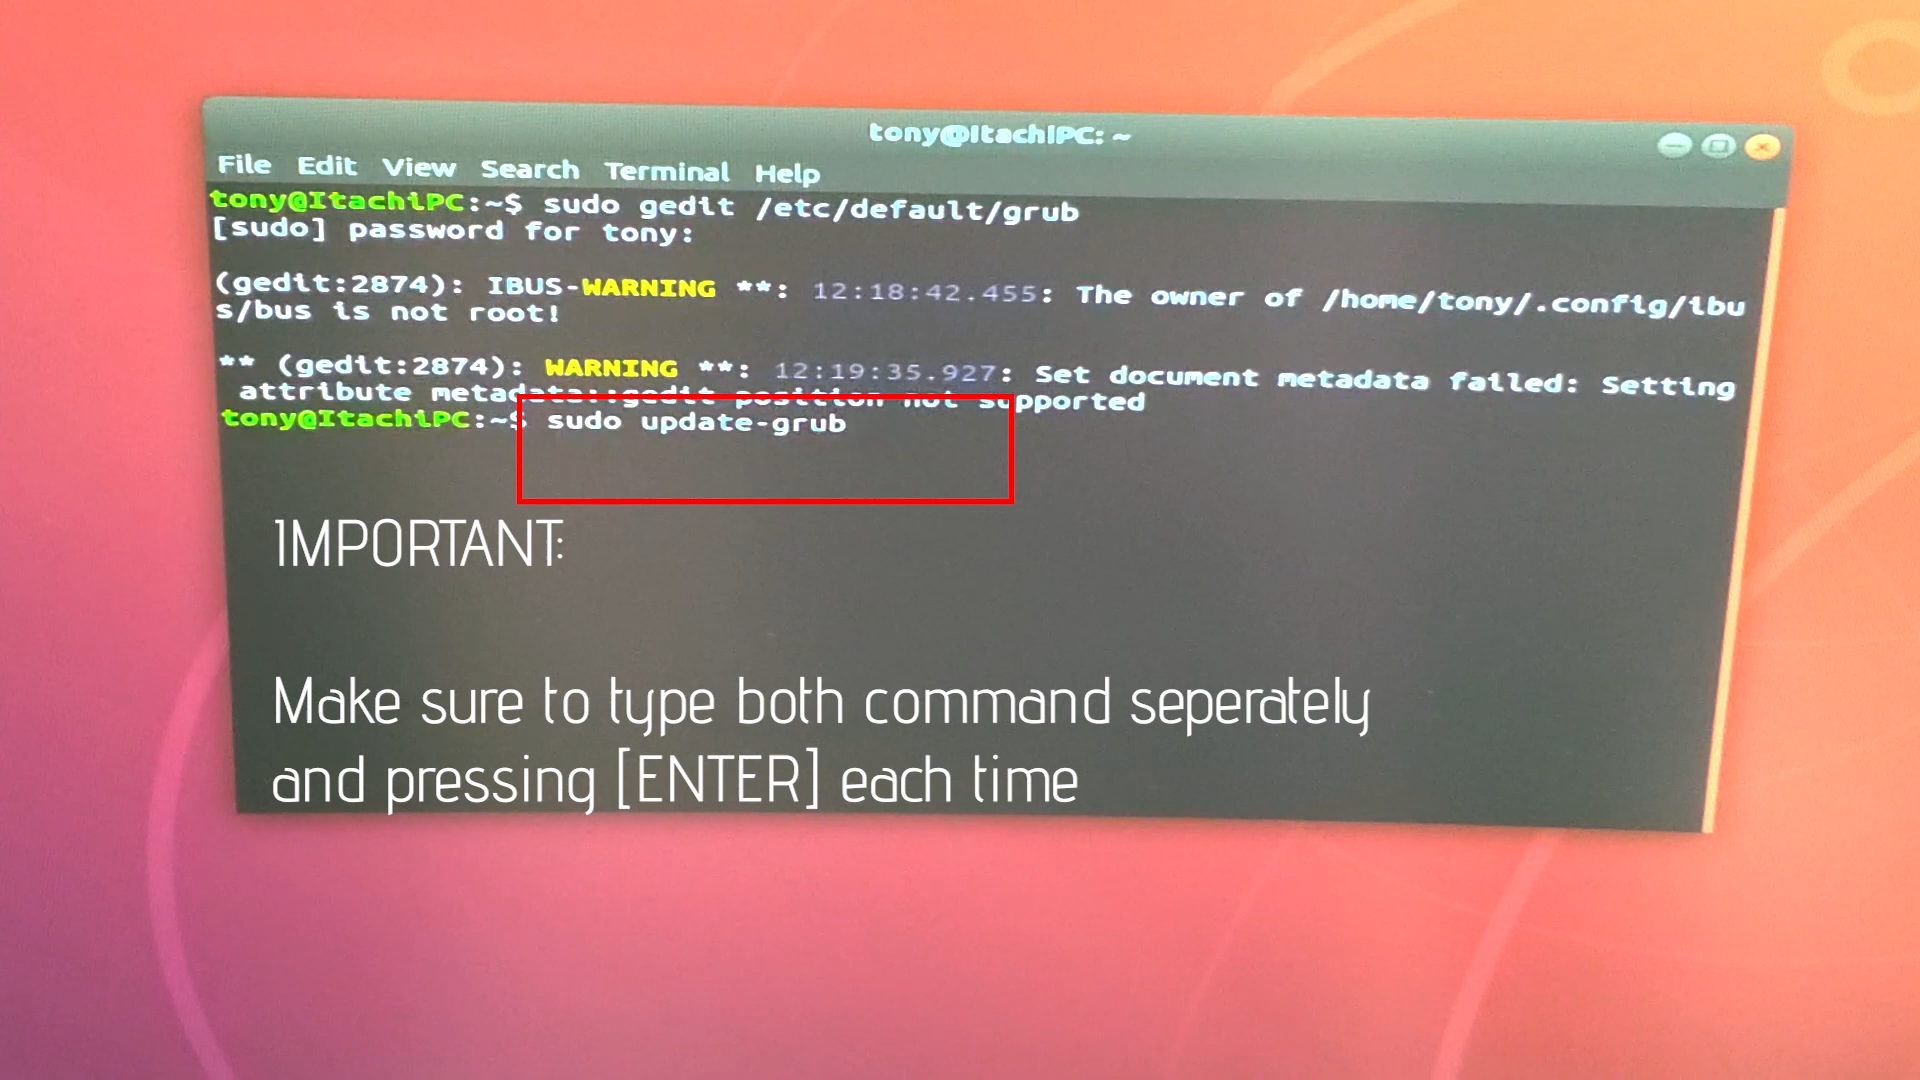 tony@ItachiPC: ~
File Edit View Search Terminal Help
tony@ItachiPC:~$ sudo gedit /etc/default/grub
[sudo] password for tony:
(gedit:2874): IBUS-WARNING **: 12:18:42.455: The owner of /home/tony/.config/ibu
s/bus is not root!
** (gedit:2874): WARNING **: 12:19:35.927: Set document metadata failed: Setting
attribute metadata::gedit-position not supported
tony@ItachiPC:~$ sudo update-grub
IMPORTANT:
Make sure to type both command seperately
and pressing [ENTER] each time